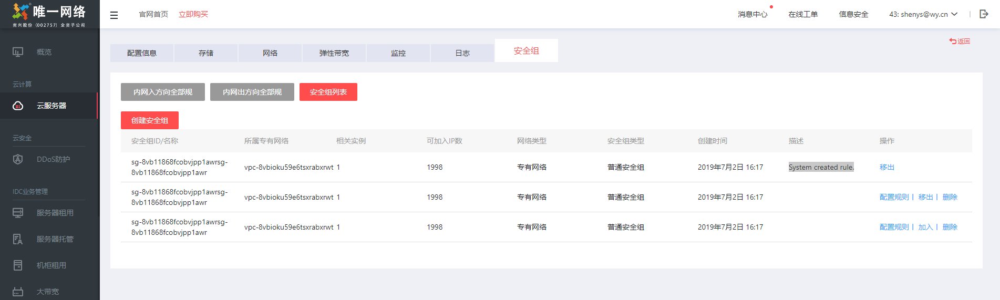 唯一网络
南兴股份 (002757) 全资子公司
官网首页 立即购买
消息中心 在线工单 信息安全 43: shenys@wy.cn
概览
云计算
云服务器
云安全
DDoS防护
IDC业务管理
服务器租用
服务器托管
机柜租用
大带宽
配置信息 存储 网络 弹性带宽 监控 日志 安全组
返回
内网入方向全部规 内网出方向全部规 安全组列表
创建安全组
安全组ID/名称 所属专有网络 相关实例 可加入IP数 网络类型 安全组类型 创建时间 描述 操作
sg-8vb11868fcobvjpp1awrsg-
8vb11868fcobvjpp1awr
vpc-8vbioku59e6tsxrabxrwt 1 1998 专有网络 普通安全组 2019年7月2日 16:17 System created rule. 移出
sg-8vb11868fcobvjpp1awrsg-
8vb11868fcobvjpp1awr
vpc-8vbioku59e6tsxrabxrwt 1 1998 专有网络 普通安全组 2019年7月2日 16:17 配置规则 | 移出 | 删除
sg-8vb11868fcobvjpp1awrsg-
8vb11868fcobvjpp1awr
vpc-8vbioku59e6tsxrabxrwt 1 1998 专有网络 普通安全组 2019年7月2日 16:17 配置规则 | 加入 | 删除